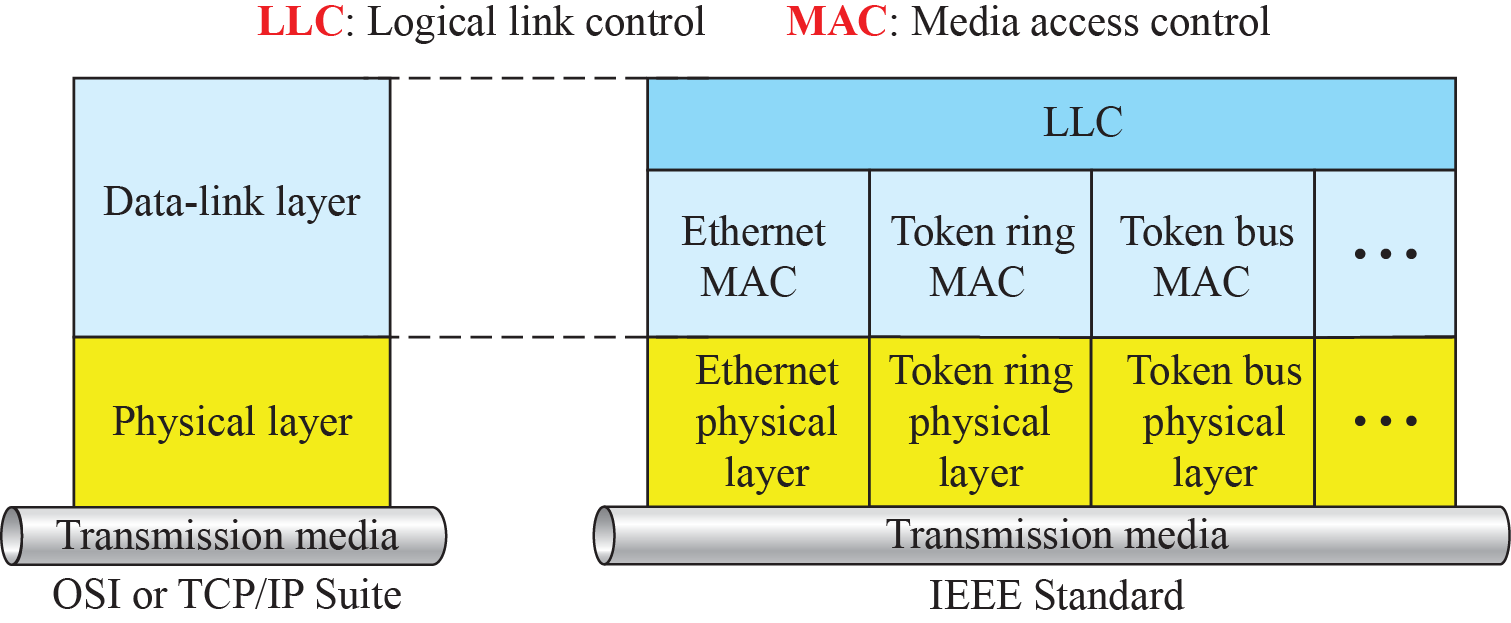 LLC: Logical link control MAC: Media access control
Data-link layer
Physical layer
Transmission media
OSI or TCP/IP Suite
LLC
Ethernet
MAC
Token ring
MAC
Token bus
MAC
...
Ethernet
physical
layer
Token ring
physical
layer
Token bus
physical
layer
...
Transmission media
IEEE Standard